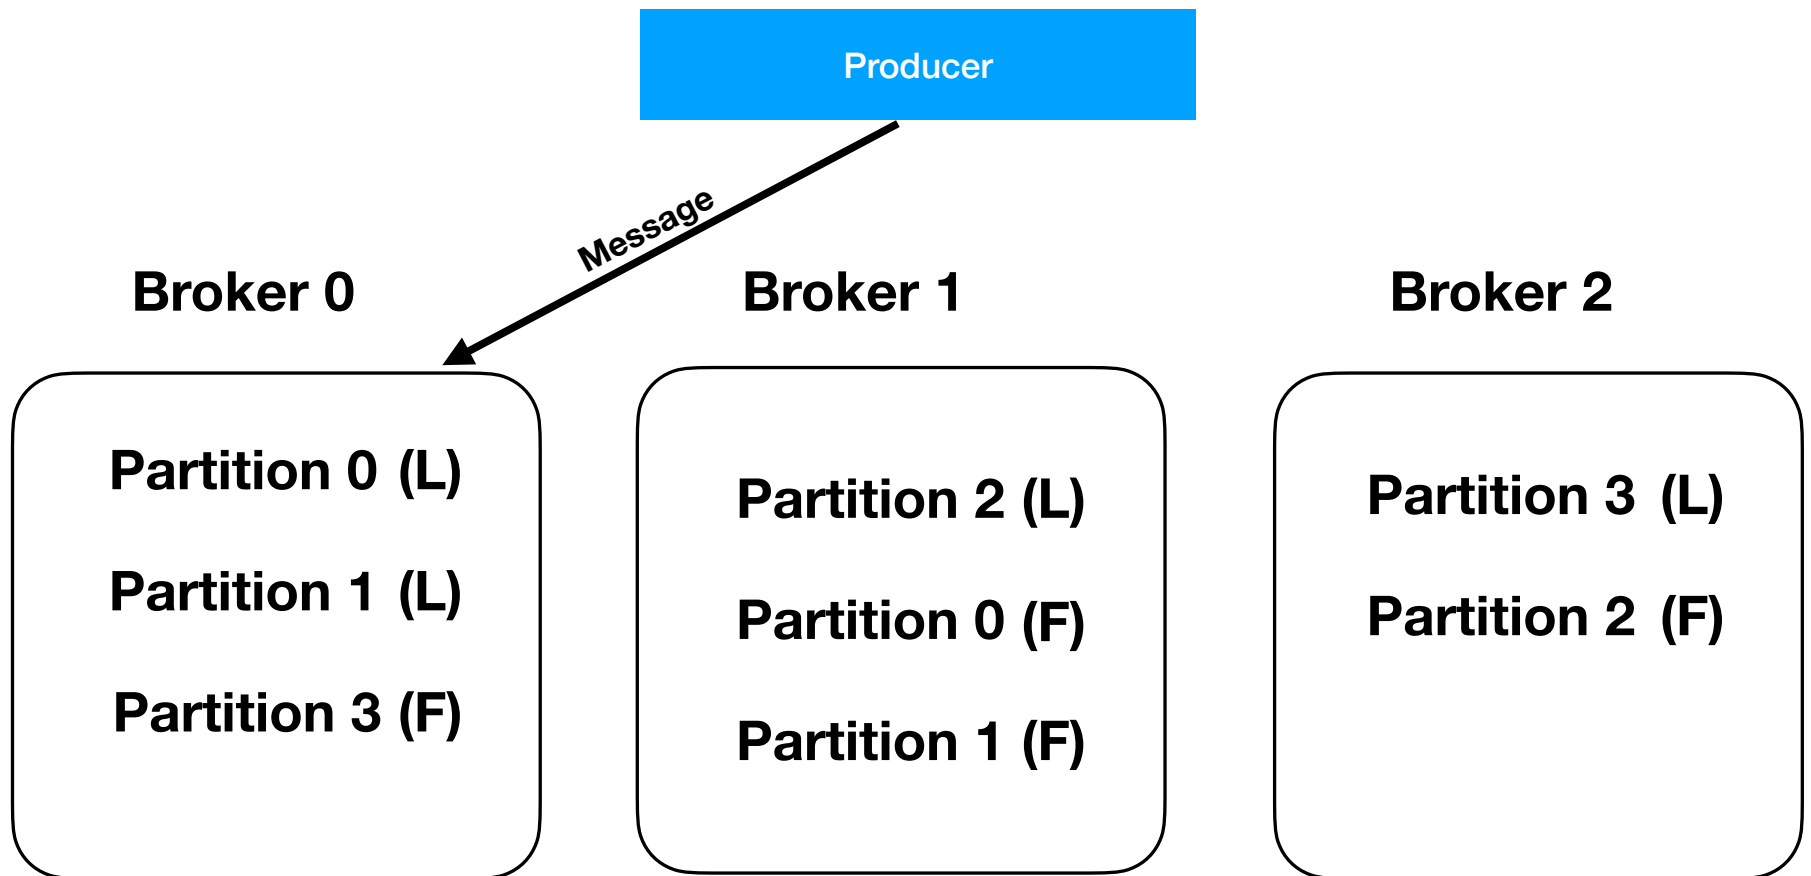 Producer
Message
Broker 0
Broker 1
Broker 2
Partition 0 (L)
Partition 1 (L)
Partition 3 (F)
Partition 2 (L)
Partition 0 (F)
Partition 1 (F)
Partition 3 (L)
Partition 2 (F)